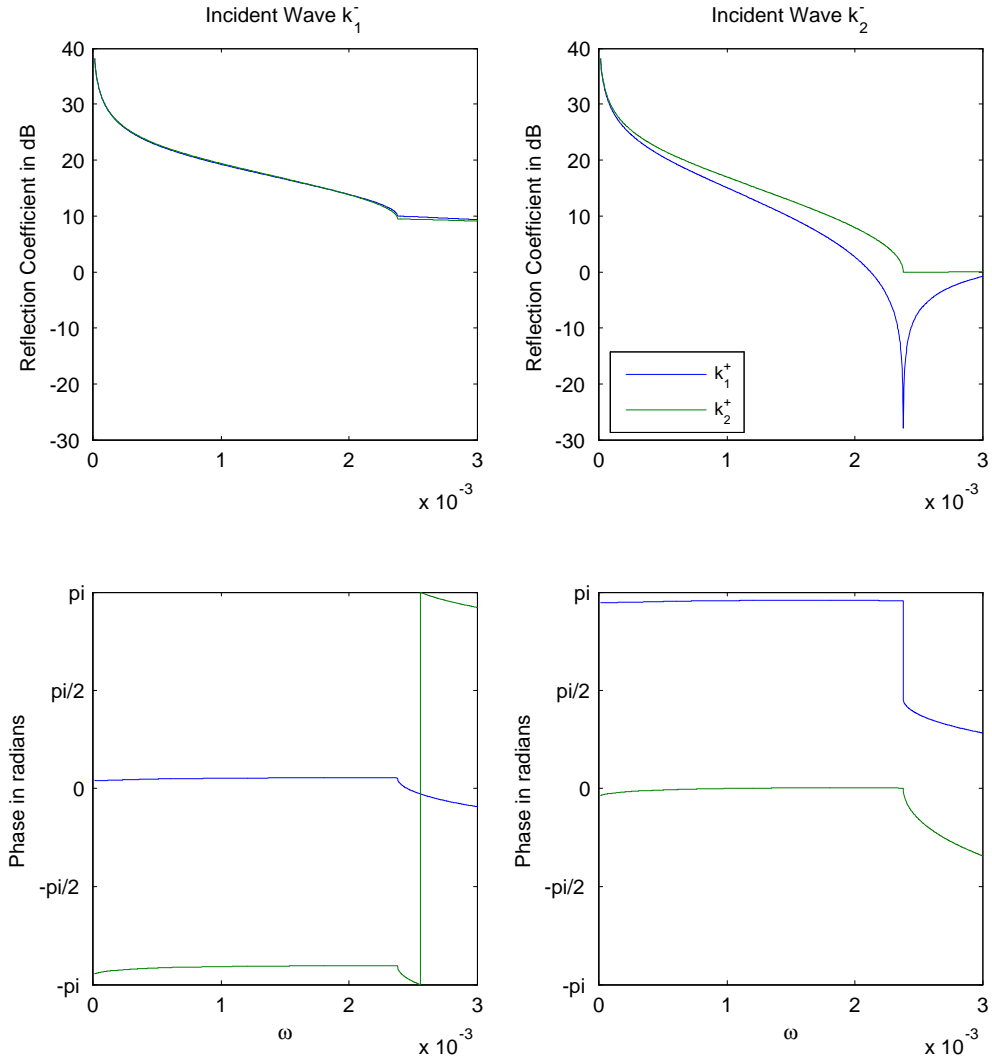 Incident Wave k₁⁻
Reflection Coefficient in dB
40
30
20
10
0
-10
-20
-30
0
1
2
3
x 10⁻³
Incident Wave k₂⁻
Reflection Coefficient in dB
40
30
20
10
0
-10
-20
-30
k₁⁺
k₂⁺
0
1
2
3
x 10⁻³
Phase in radians
pi
pi/2
0
-pi/2
-pi
0
1
2
3
x 10⁻³
ω
Phase in radians
pi
pi/2
0
-pi/2
-pi
0
1
2
3
x 10⁻³
ω